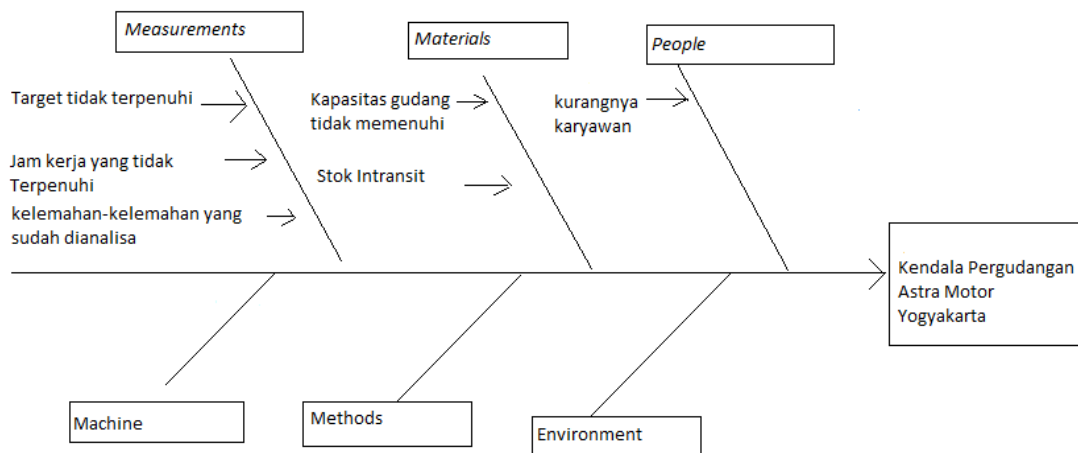 Measurements
Materials
People
Target tidak terpenuhi
Kapasitas gudang
tidak memenuhi
kurangnya
karyawan
Jam kerja yang tidak
Terpenuhi
Stok Intransit
kelemahan-kelemahan yang
sudah dianalisa
Kendala Pergudangan
Astra Motor
Yogyakarta
Machine
Methods
Environment